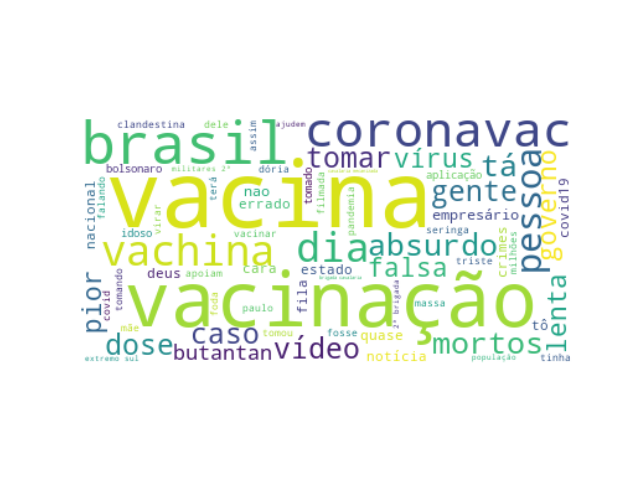 clandestina dele assim ajudem coronavac
brasil
bolsonaro militares 2ª dória tomar vírus tá pessoa governo
vacina
nacional falando virar terá tomado filmada pandemia aplicação gente covid19
nao errado empresário
idoso vacinar seringa
vachina dia absurdo crimes milhões
pior covid tomando deus apoiam cara estado falsa triste
vacinação
foda paulo fila massa 2ª brigada lenta
mãe caso tomou fosse quase tô
dose butantan vídeo notícia mortos
extremo sul população tinha